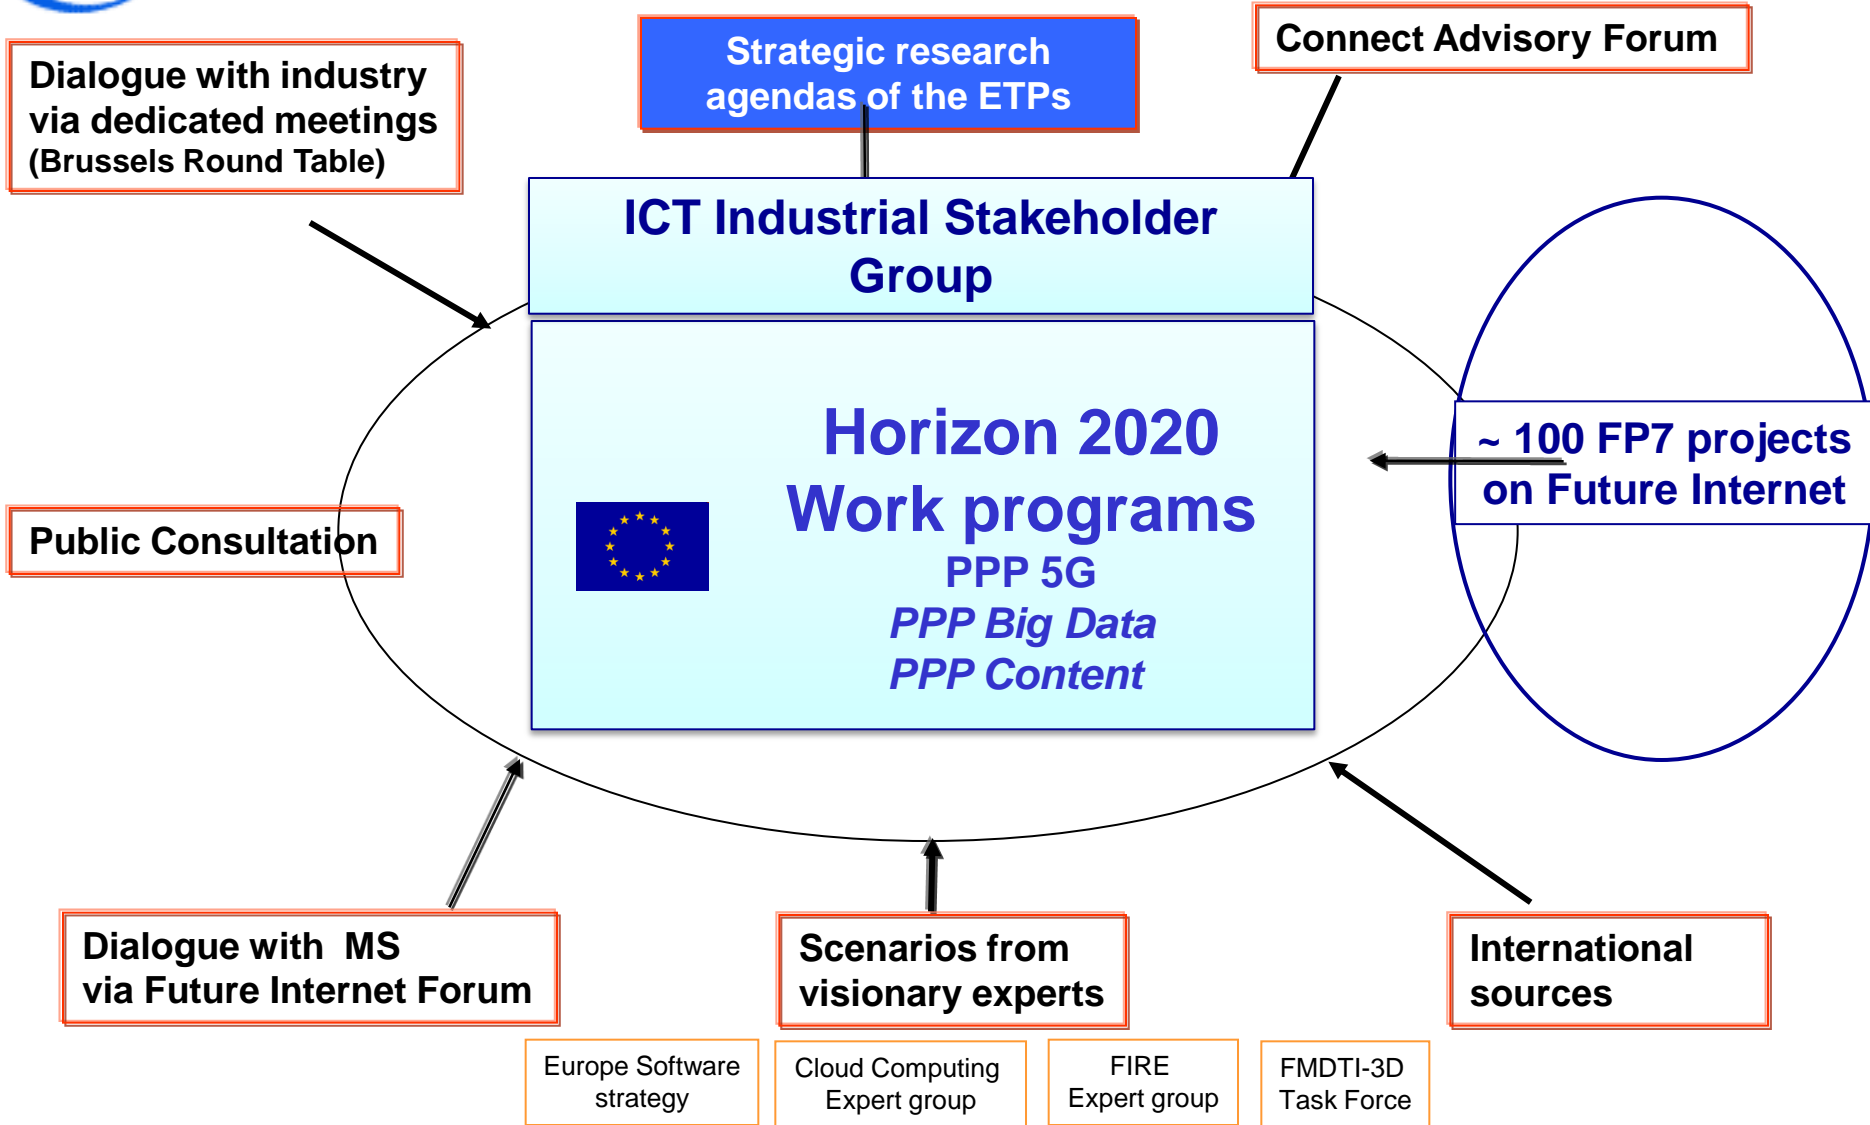 Dialogue with industry
via dedicated meetings
(Brussels Round Table)
Strategic research
agendas of the ETPs
Connect Advisory Forum
ICT Industrial Stakeholder
Group
Horizon 2020
Work programs
PPP 5G
PPP Big Data
PPP Content
~ 100 FP7 projects
on Future Internet
Public Consultation
Dialogue with MS
via Future Internet Forum
Scenarios from
visionary experts
International
sources
Europe Software
strategy
Cloud Computing
Expert group
FIRE
Expert group
FMDTI-3D
Task Force